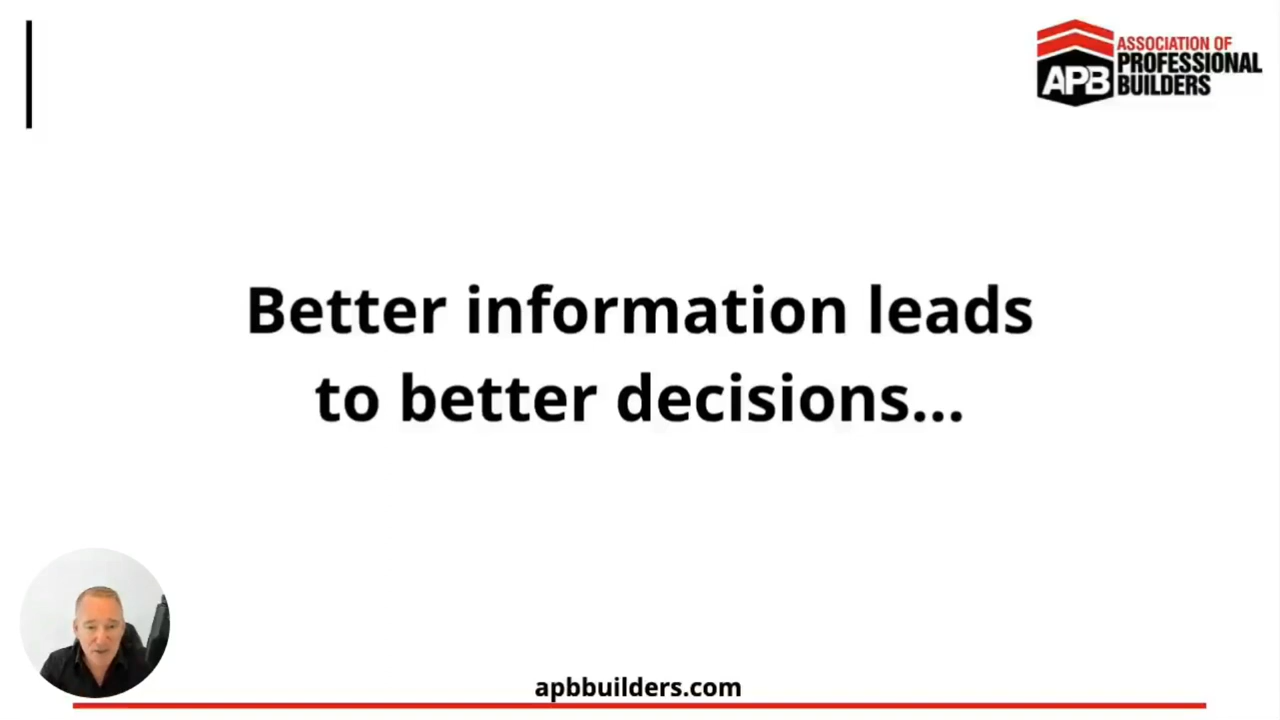 ASSOCIATION OF
PROFESSIONAL
BUILDERS
APB
Better information leads
to better decisions...
apbbuilders.com